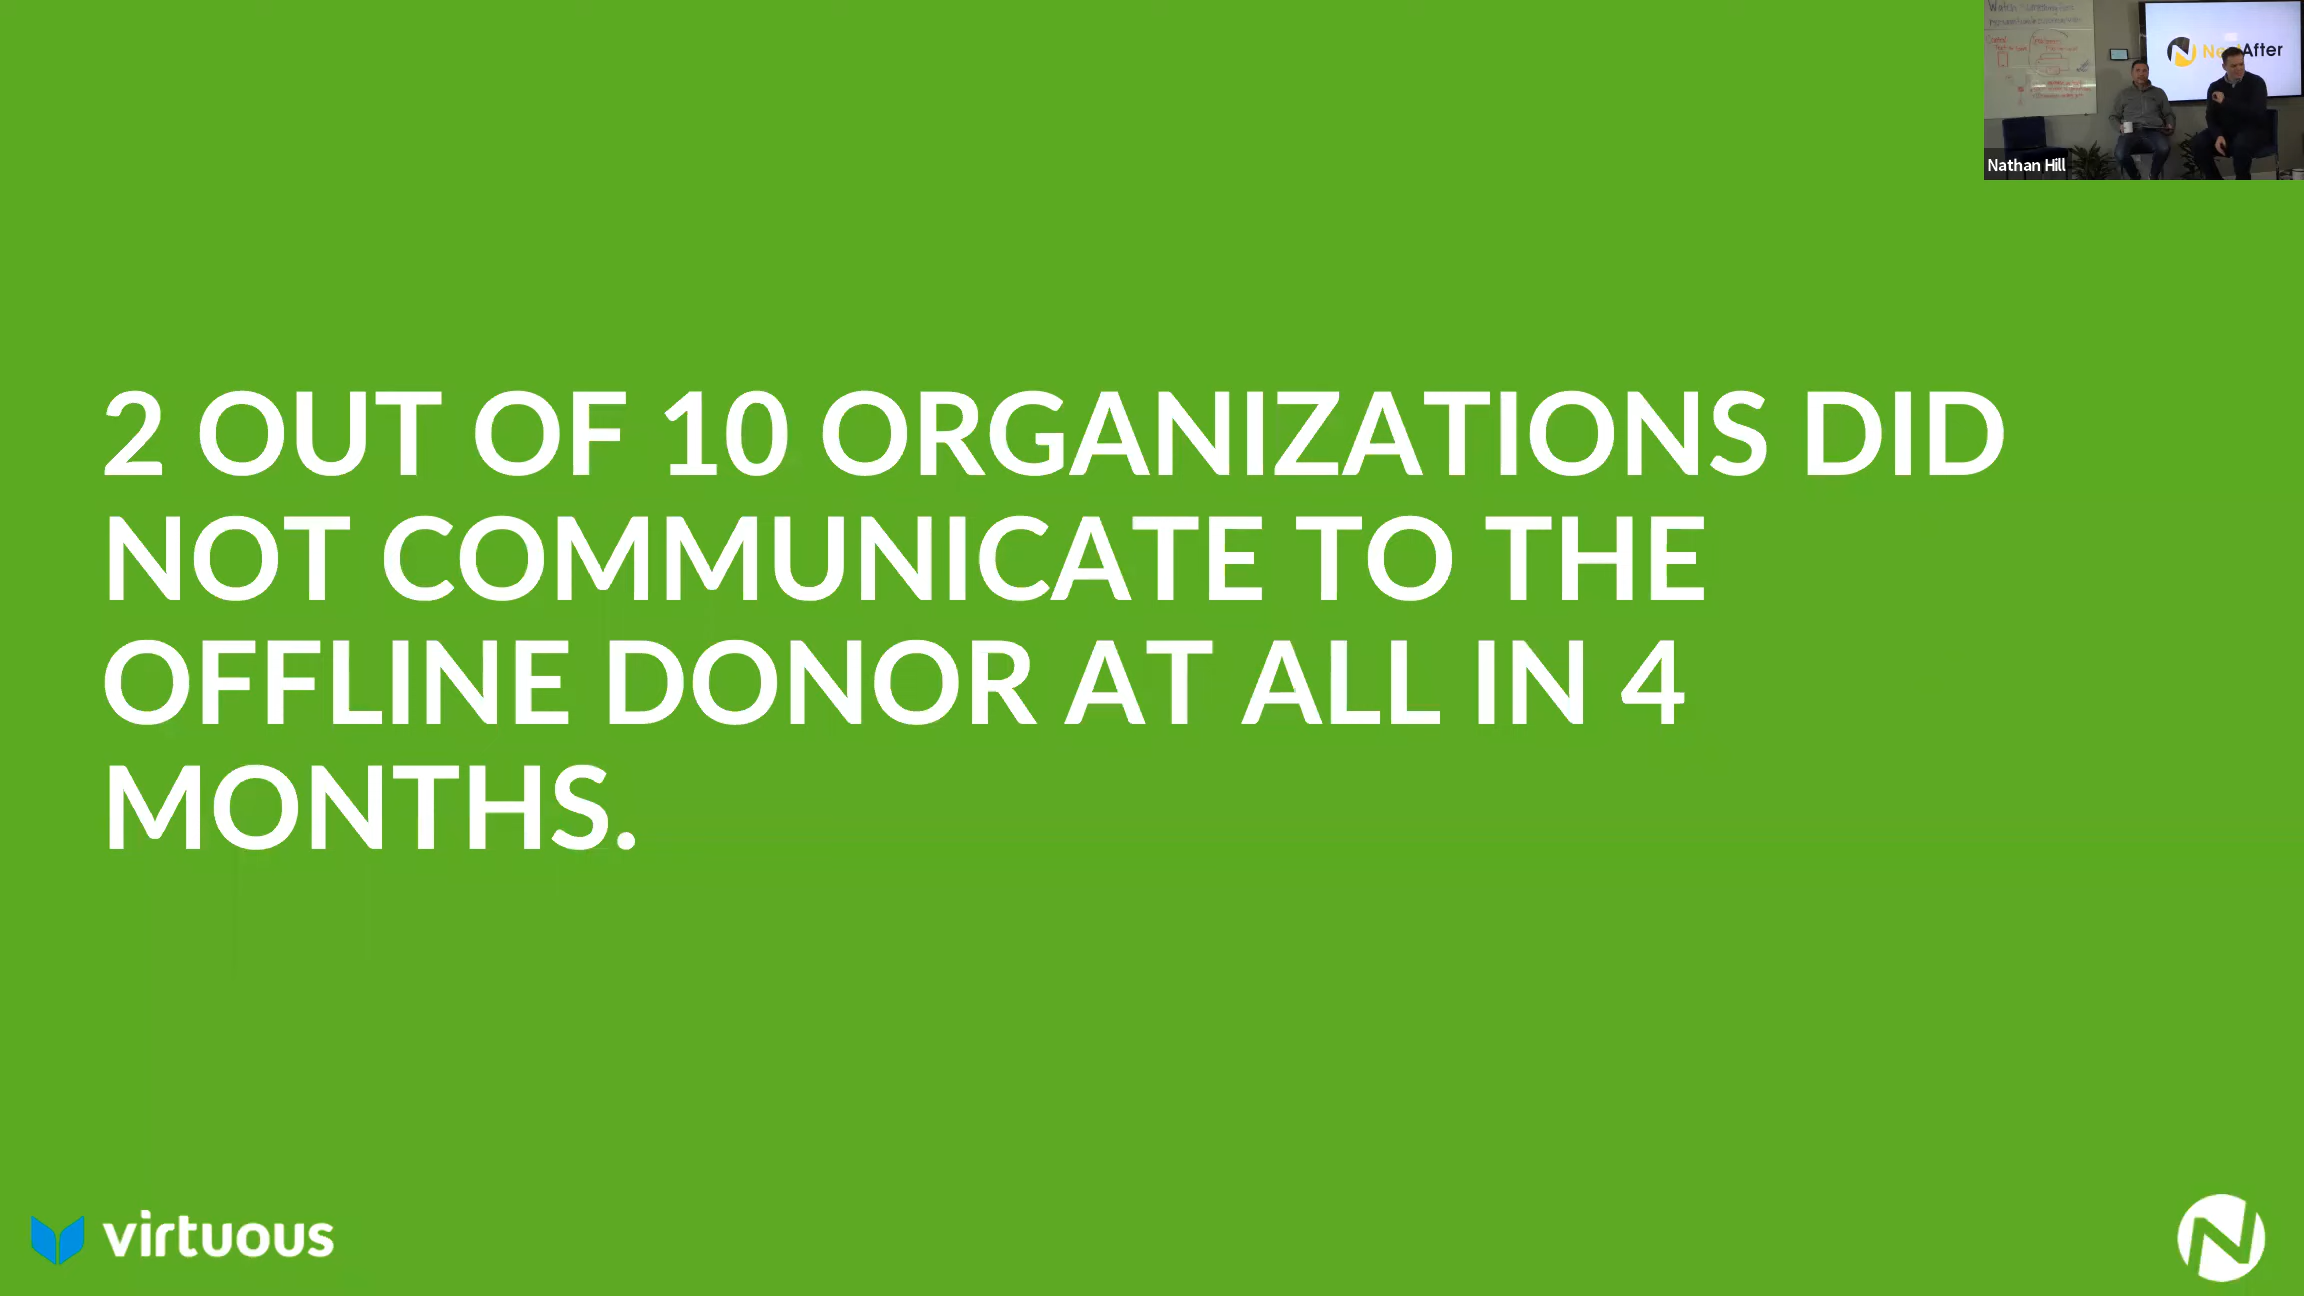 NextAfter
Nathan Hill
2 OUT OF 10 ORGANIZATIONS DID
NOT COMMUNICATE TO THE
OFFLINE DONOR AT ALL IN 4
MONTHS.
virtuous